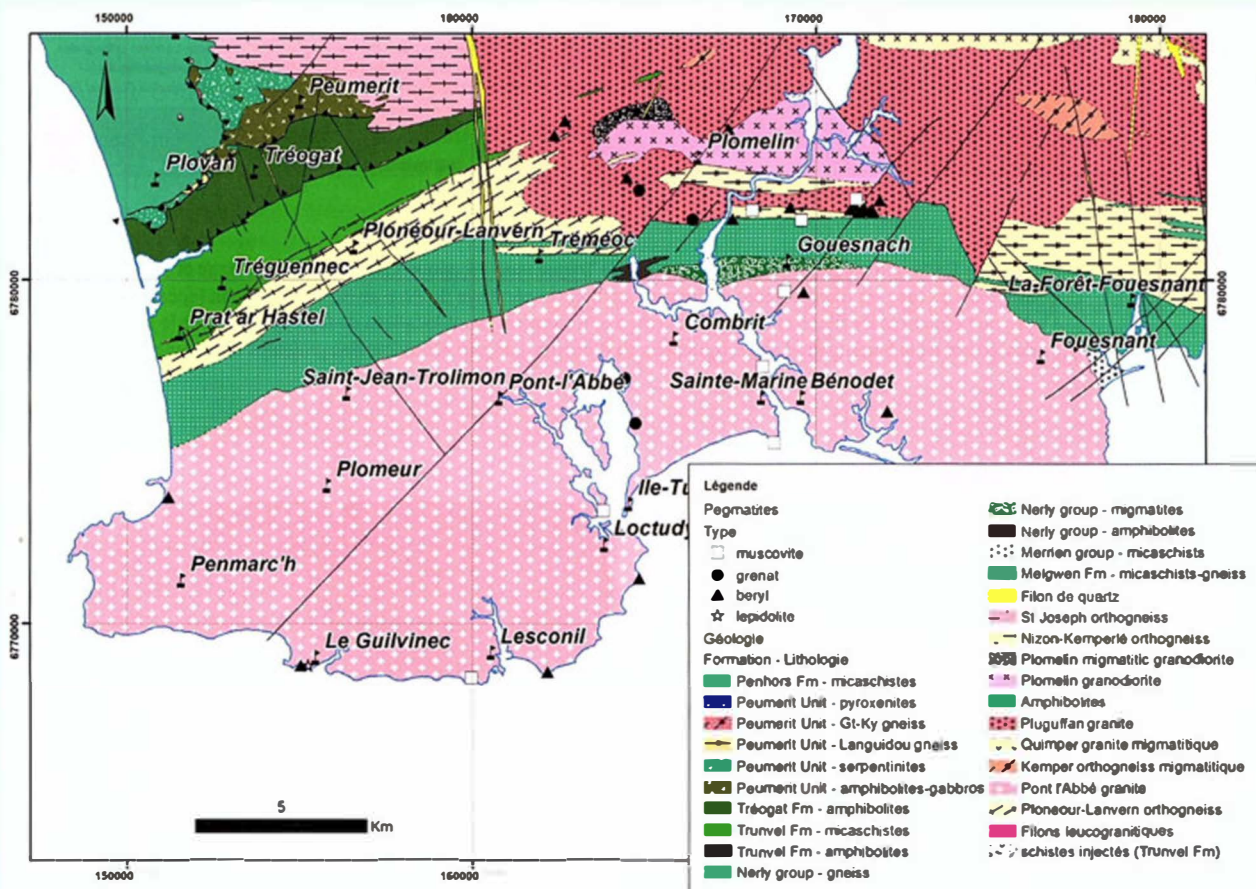 150000 160000 170000 180000
Peumerit
Plomelin
Plovan
Tréogat
Plonéour-Lanvern
Tréméoc
Gouesnach
Tréguennec
La-Forêt-Fouesnant
6780000 6780000
Prat ar Hastel
Combrit
Fouesnant
Saint-Jean-Trolimon
Pont-l'Abbé
Sainte-Marine
Bénodet
Plomeur
Ile-Tu
Loctudy
Penmarc'h
6770000
Le Guilvinec
Lesconil
5
Km
150000 160000
Légende
Pegmatites
Type
muscovite
grenat
beryl
lepidolite
Géologie
Formation - Lithologie
Penhors Fm - micaschistes
Peumerit Unit - pyroxenites
Peumerit Unit - Gt-Ky gneiss
Peumerit Unit - Languidou gneiss
Peumerit Unit - serpentinites
Peumerit Unit - amphibolites-gabbros
Tréogat Fm - amphibolites
Trunvel Fm - micaschistes
Trunvel Fm - amphibolites
Nerly group - gneiss
Nerly group - migmatites
Nerly group - amphibolites
Merrien group - micaschists
Melgwen Fm - micaschists-gneiss
Filon de quartz
St Joseph orthogneiss
Nizon-Kemperlé orthogneiss
Plomelin migmatitic granodiorite
Plomelin granodiorite
Amphibolites
Pluguffan granite
Quimper granite migmatitique
Kemper orthogneiss migmatitique
Pont l'Abbé granite
Ploneour-Lanvern orthogneiss
Filons leucogranitiques
schistes injectés (Trunvel Fm)